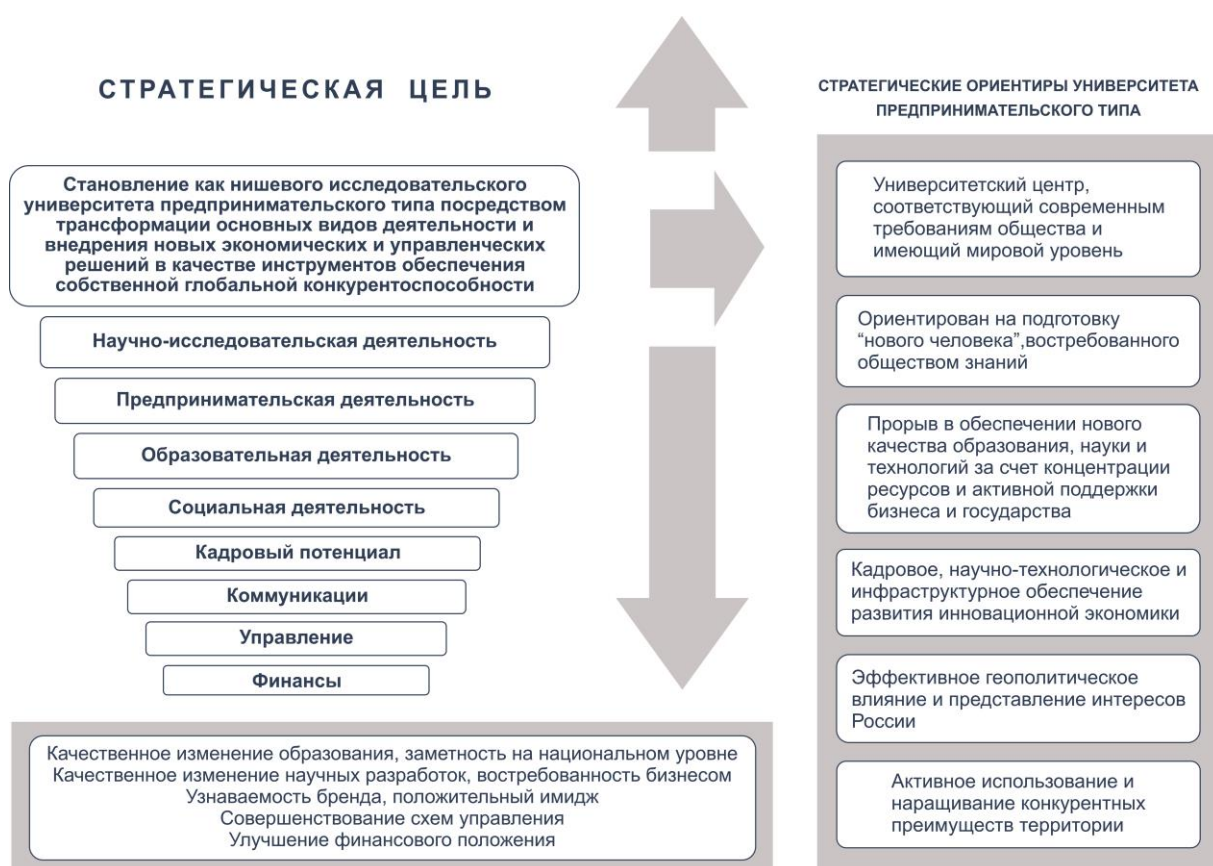 СТРАТЕГИЧЕСКАЯ ЦЕЛЬ
Становление как нишевого исследовательского
университета предпринимательского типа посредством
трансформации основных видов деятельности и
внедрения новых экономических и управленческих
решений в качестве инструментов обеспечения
собственной глобальной конкурентоспособности
Научно-исследовательская деятельность
Предпринимательская деятельность
Образовательная деятельность
Социальная деятельность
Кадровый потенциал
Коммуникации
Управление
Финансы
Качественное изменение образования, заметность на национальном уровне
Качественное изменение научных разработок, востребованность бизнесом
Узнаваемость бренда, положительный имидж
Совершенствование схем управления
Улучшение финансового положения
СТРАТЕГИЧЕСКИЕ ОРИЕНТИРЫ УНИВЕРСИТЕТА
ПРЕДПРИНИМАТЕЛЬСКОГО ТИПА
Университетский центр,
соответствующий современным
требованиям общества и
имеющий мировой уровень
Ориентирован на подготовку
“нового человека”,востребованного
обществом знаний
Прорыв в обеспечении нового
качества образования, науки и
технологий за счет концентрации
ресурсов и активной поддержки
бизнеса и государства
Кадровое, научно-технологическое и
инфраструктурное обеспечение
развития инновационной экономики
Эффективное геополитическое
влияние и представление интересов
России
Активное использование и
наращивание конкурентных
преимуществ территории